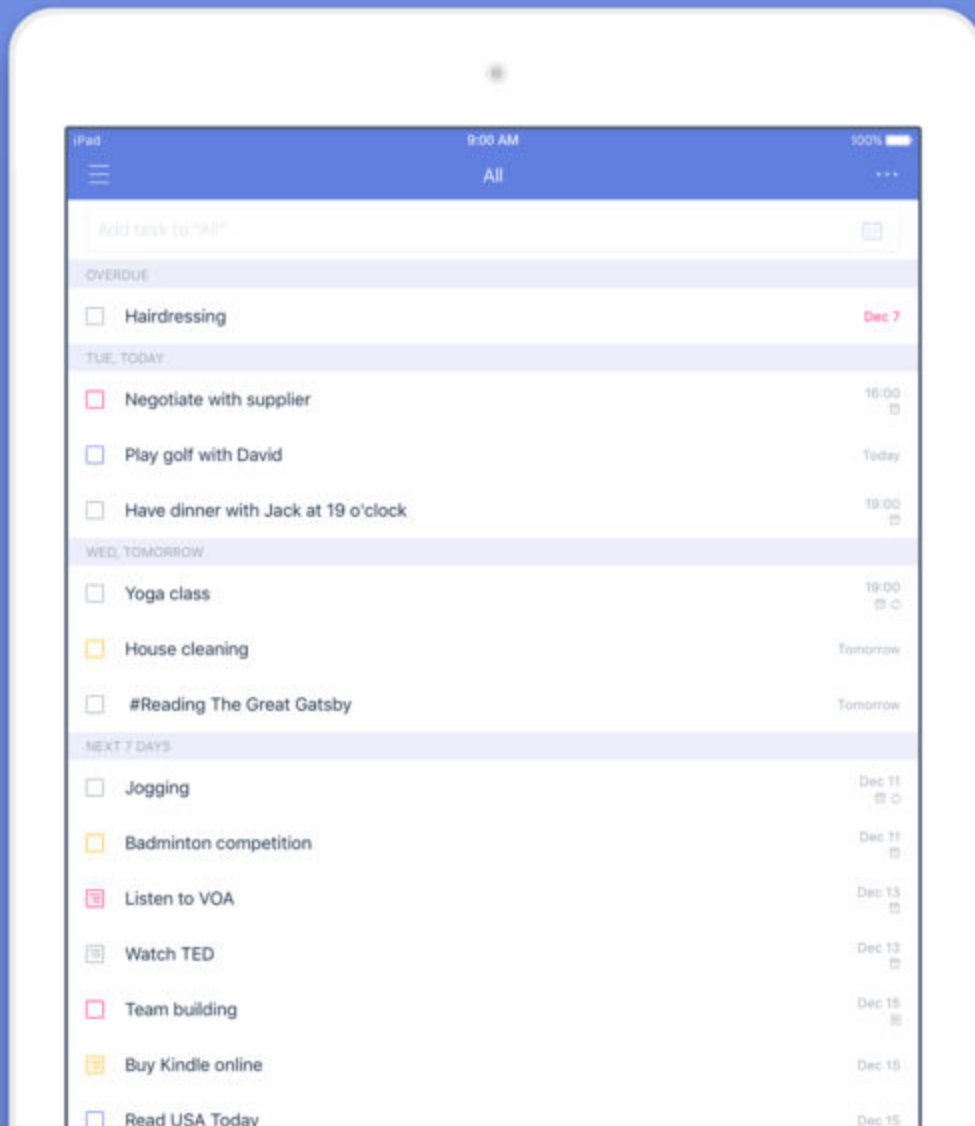 iPad 9:00 AM 100%
All
Add task to "All"
OVERDUE
Hairdressing Dec 7
TUE, TODAY
Negotiate with supplier 16:00
Play golf with David Today
Have dinner with Jack at 19 o'clock 19:00
WED, TOMORROW
Yoga class 19:00
House cleaning Tomorrow
#Reading The Great Gatsby Tomorrow
NEXT 7 DAYS
Jogging Dec 11
Badminton competition Dec 11
Listen to VOA Dec 13
Watch TED Dec 13
Team building Dec 15
Buy Kindle online Dec 15
Read USA Today Dec 15